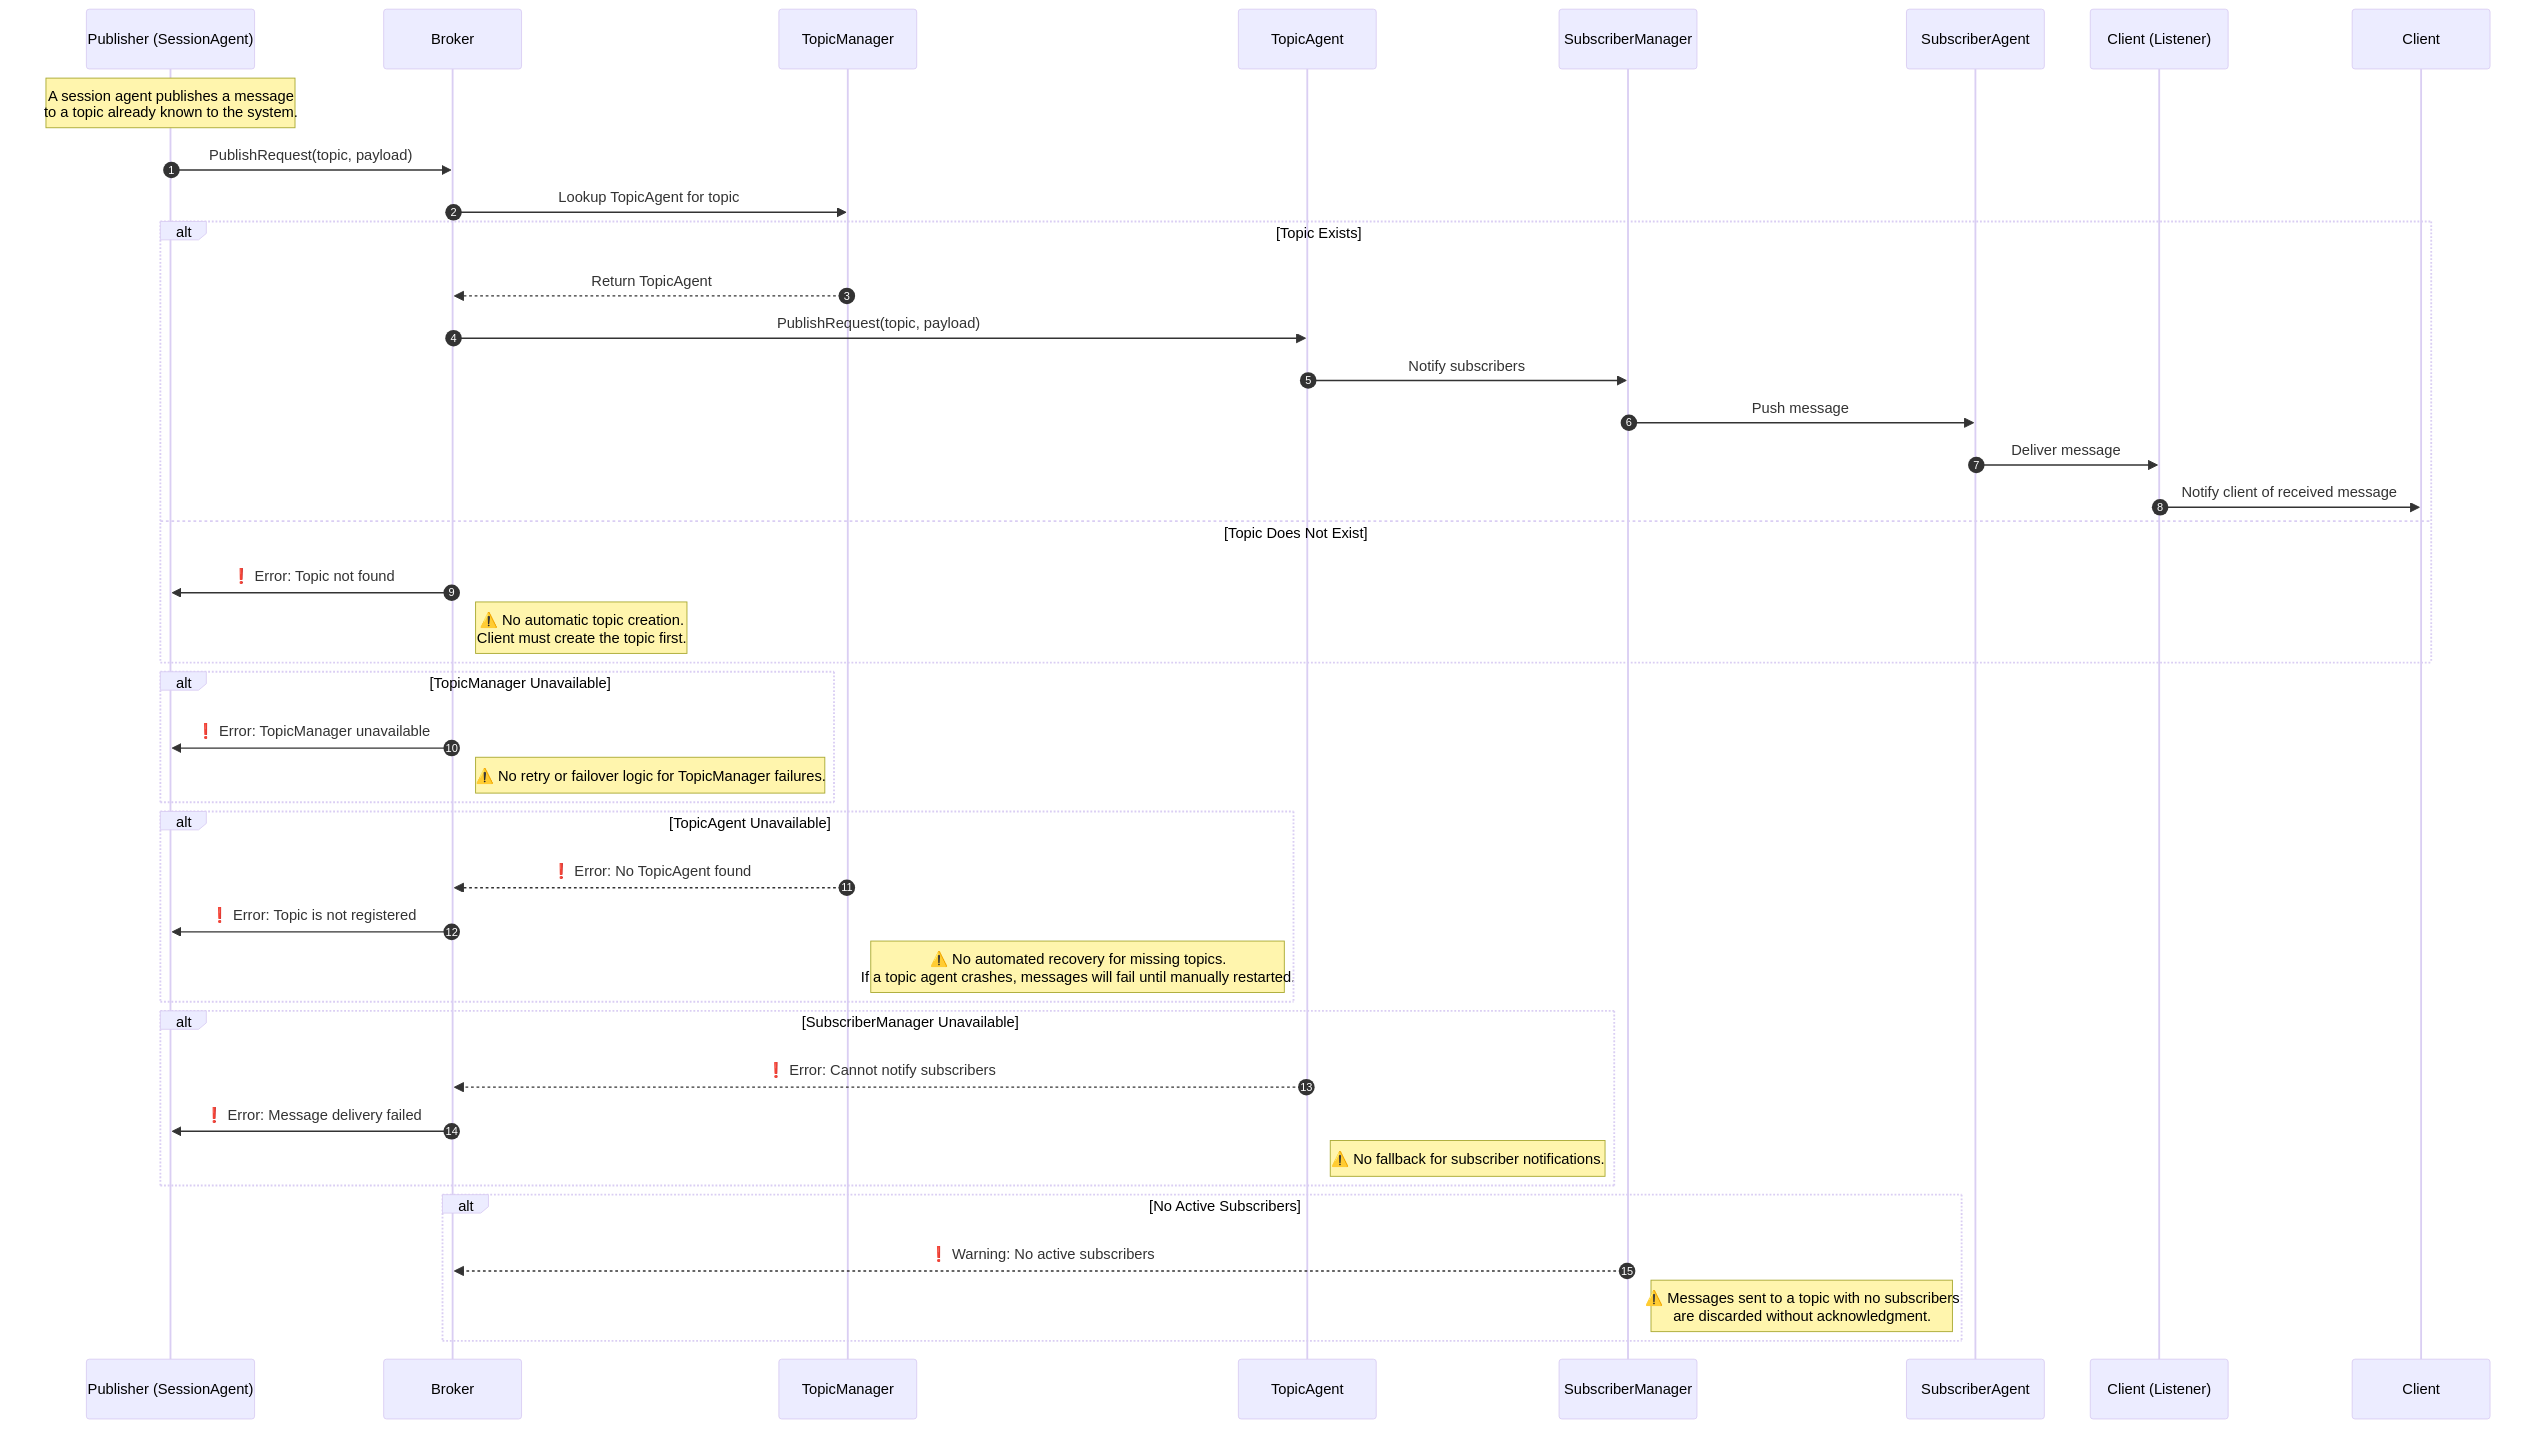 Publisher (SessionAgent)
Broker
TopicManager
TopicAgent
SubscriberManager
SubscriberAgent
Client (Listener)
Client
A session agent publishes a message
to a topic already known to the system.
PublishRequest(topic, payload)
1
Lookup TopicAgent for topic
2
alt
[Topic Exists]
Return TopicAgent
3
PublishRequest(topic, payload)
4
Notify subscribers
5
Push message
6
Deliver message
7
Notify client of received message
8
[Topic Does Not Exist]
❗ Error: Topic not found
9
⚠️ No automatic topic creation.
Client must create the topic first.
alt
[TopicManager Unavailable]
❗ Error: TopicManager unavailable
10
⚠️ No retry or failover logic for TopicManager failures.
alt
[TopicAgent Unavailable]
❗ Error: No TopicAgent found
11
❗ Error: Topic is not registered
12
⚠️ No automated recovery for missing topics.
If a topic agent crashes, messages will fail until manually restarted.
alt
[SubscriberManager Unavailable]
❗ Error: Cannot notify subscribers
13
❗ Error: Message delivery failed
14
⚠️ No fallback for subscriber notifications.
alt
[No Active Subscribers]
❗ Warning: No active subscribers
15
⚠️ Messages sent to a topic with no subscribers
are discarded without acknowledgment.
Publisher (SessionAgent)
Broker
TopicManager
TopicAgent
SubscriberManager
SubscriberAgent
Client (Listener)
Client